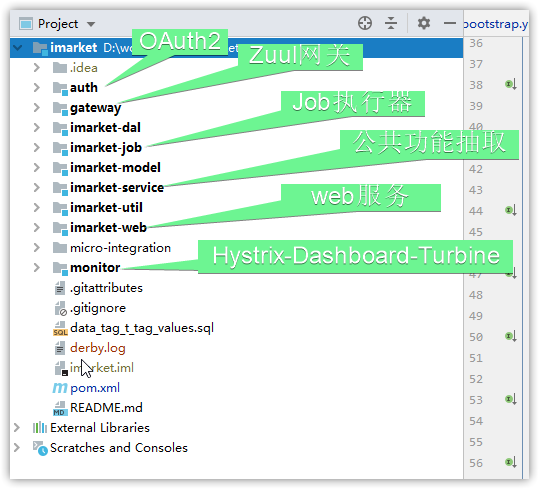 Project
bootstrap.y
imarket D:\wo
et
OAuth2
Zuul网关
.idea
auth
gateway
imarket-dal
Job执行器
imarket-job
imarket-model
公共功能抽取
imarket-service
imarket-util
web服务
imarket-web
micro-integration
Hystrix-Dashboard-Turbine
monitor
.gitattributes
.gitignore
data_tag_t_tag_values.sql
derby.log
imarket.iml
pom.xml
README.md
External Libraries
Scratches and Consoles
36
37
38
39
40
41
42
43
44
45
46
47
49
50
51
52
53
54
55
56